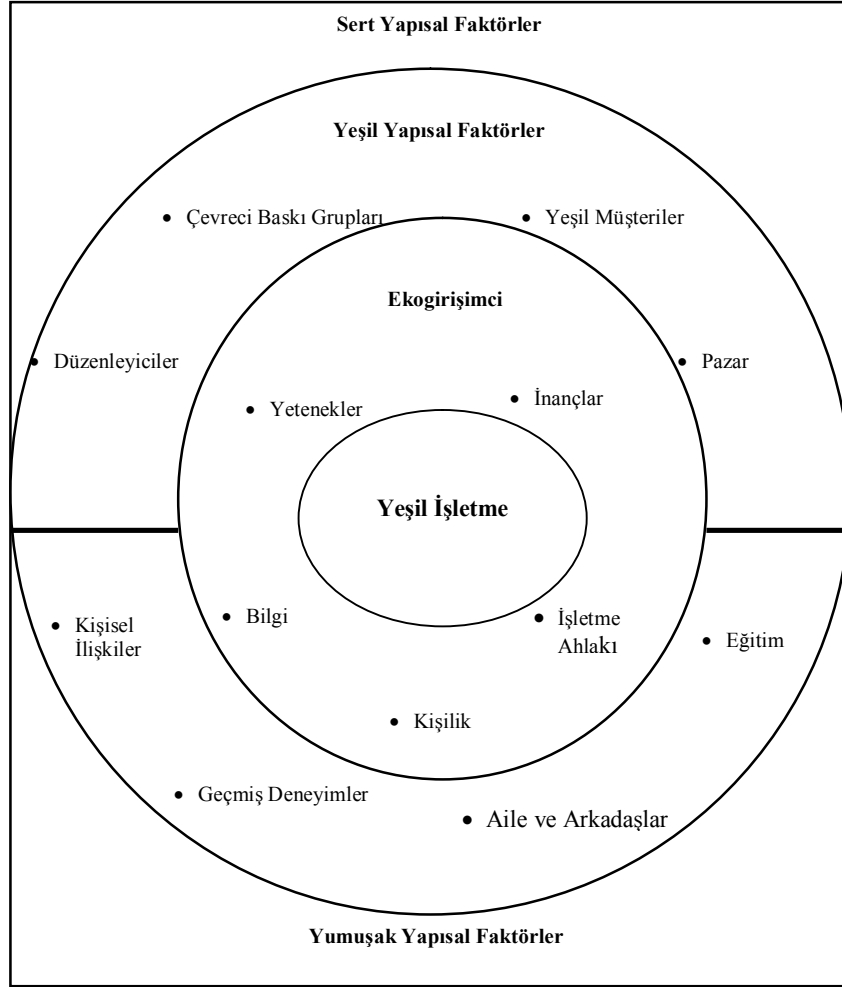 Sert Yapısal Faktörler
Yeşil Yapısal Faktörler
• Çevreci Baskı Grupları
• Yeşil Müşteriler
Ekogirişimci
• Düzenleyiciler
• Pazar
• Yetenekler
• İnançlar
Yeşil İşletme
• Kişisel
İlişkiler
• Bilgi
• İşletme
Ahlakı
• Eğitim
• Kişilik
• Geçmiş Deneyimler
• Aile ve Arkadaşlar
Yumuşak Yapısal Faktörler